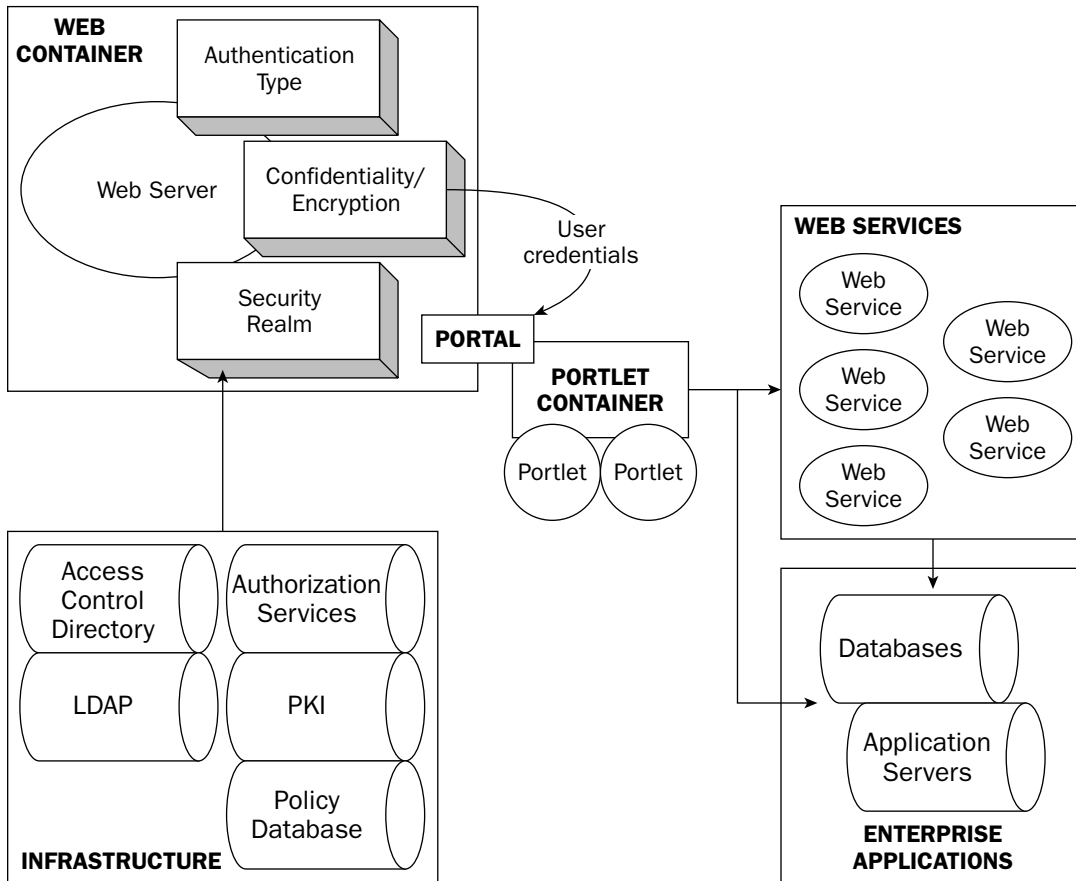 WEB
CONTAINER
Authentication
Type
Web Server
Confidentiality/
Encryption
Security
Realm
User
credentials
PORTAL
PORTLET
CONTAINER
Portlet
Portlet
WEB SERVICES
Web
Service
Web
Service
Web
Service
Web
Service
Web
Service
Access
Control
Directory
Authorization
Services
LDAP
PKI
Policy
Database
INFRASTRUCTURE
Databases
Application
Servers
ENTERPRISE
APPLICATIONS